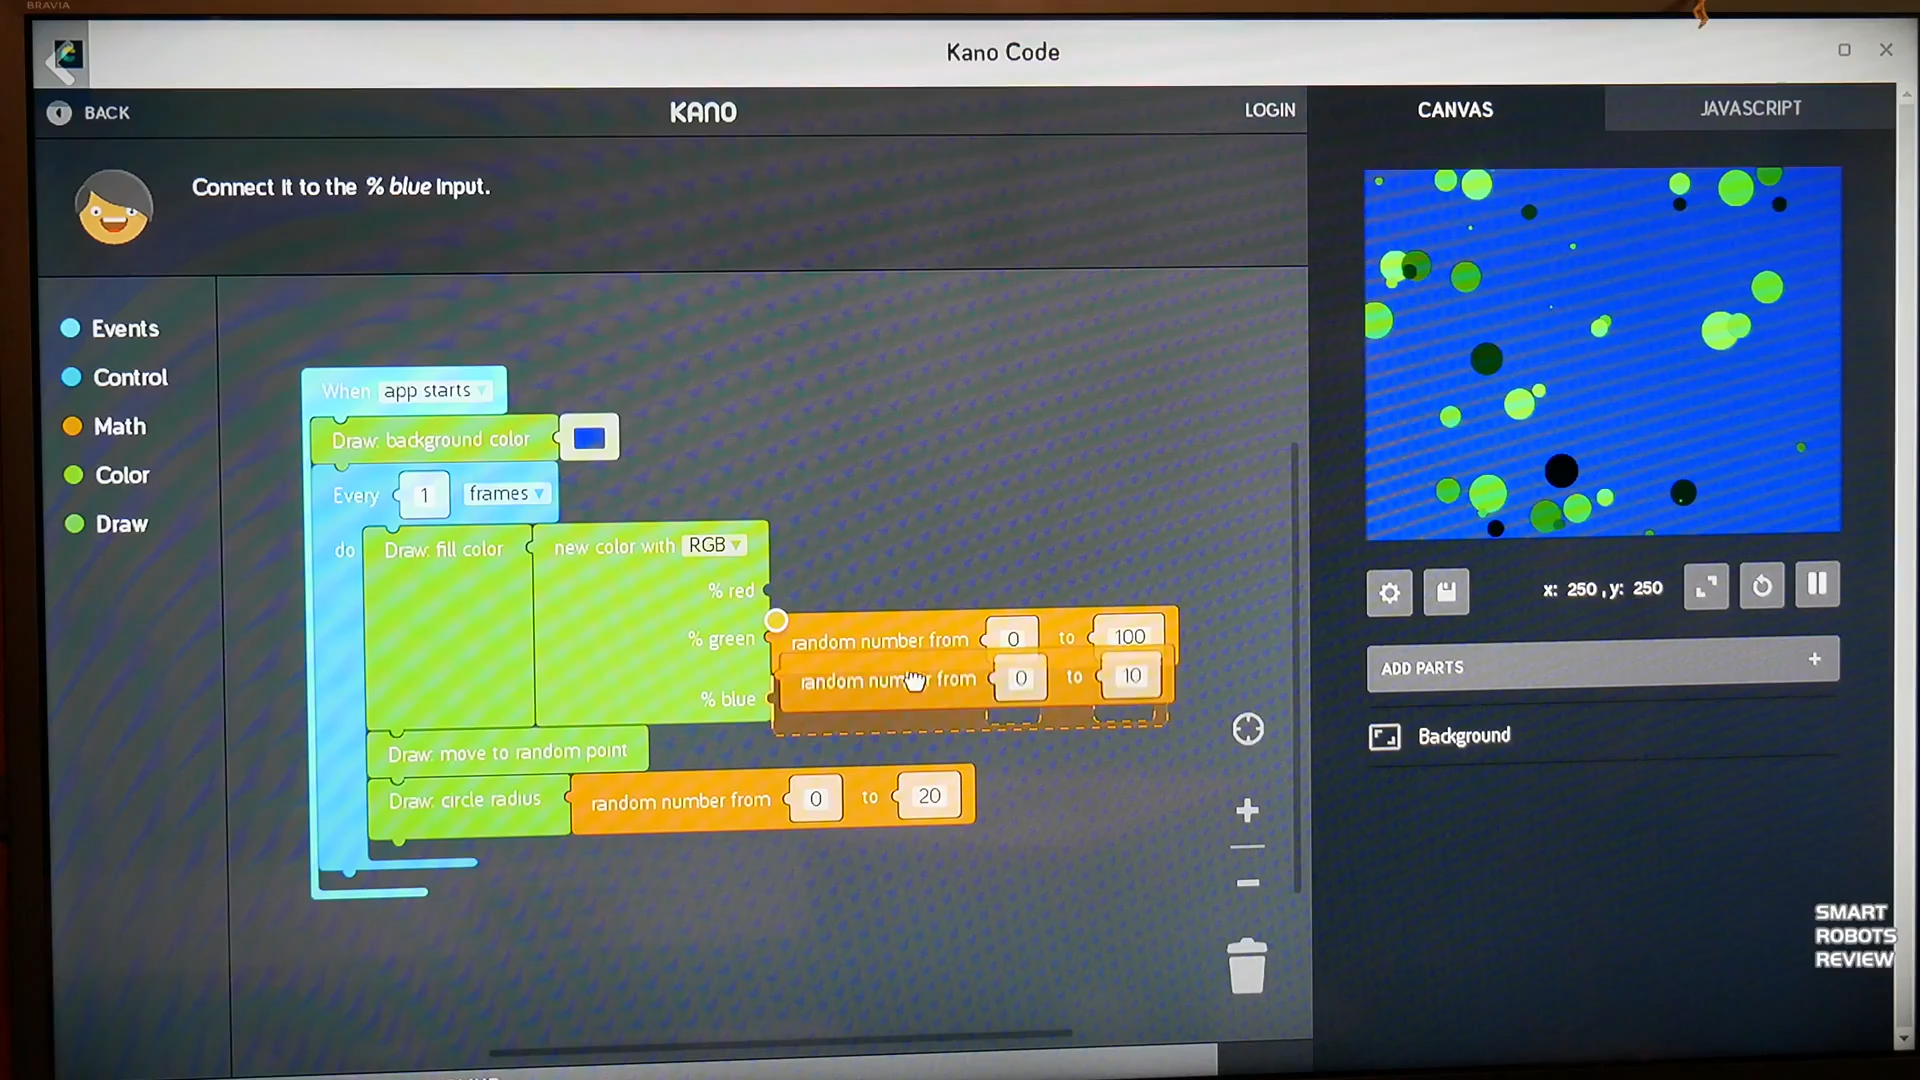 BRAVIA
Kano Code
BACK
KANO
LOGIN
CANVAS
JAVASCRIPT
Connect it to the % blue input.
Events
Control
Math
Color
Draw
When app starts
Draw: background color
Every 1 frames
do Draw: fill color new color with RGB
% red
% green random number from 0 to 100
% blue random number from 0 to 10
Draw: move to random point
Draw: circle radius random number from 0 to 20
x: 250, y: 250
ADD PARTS +
Background
SMART
ROBOTS
REVIEW